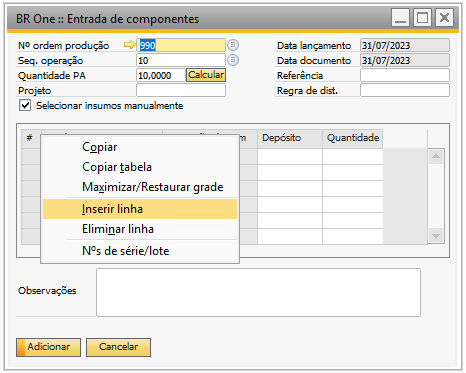 BR One :: Entrada de componentes
Nº ordem produção 990 Data lançamento 31/07/2023
Seq. operação 10 Data documento 31/07/2023
Quantidade PA 10,0000 Calcular Referência
Projeto Regra de dist.
Selecionar insumos manualmente
# Depósito Quantidade
Copiar
Copiar tabela
Maximizar/Restaurar grade
Inserir linha
Eliminar linha
Nºs de série/lote
Observações
Adicionar Cancelar